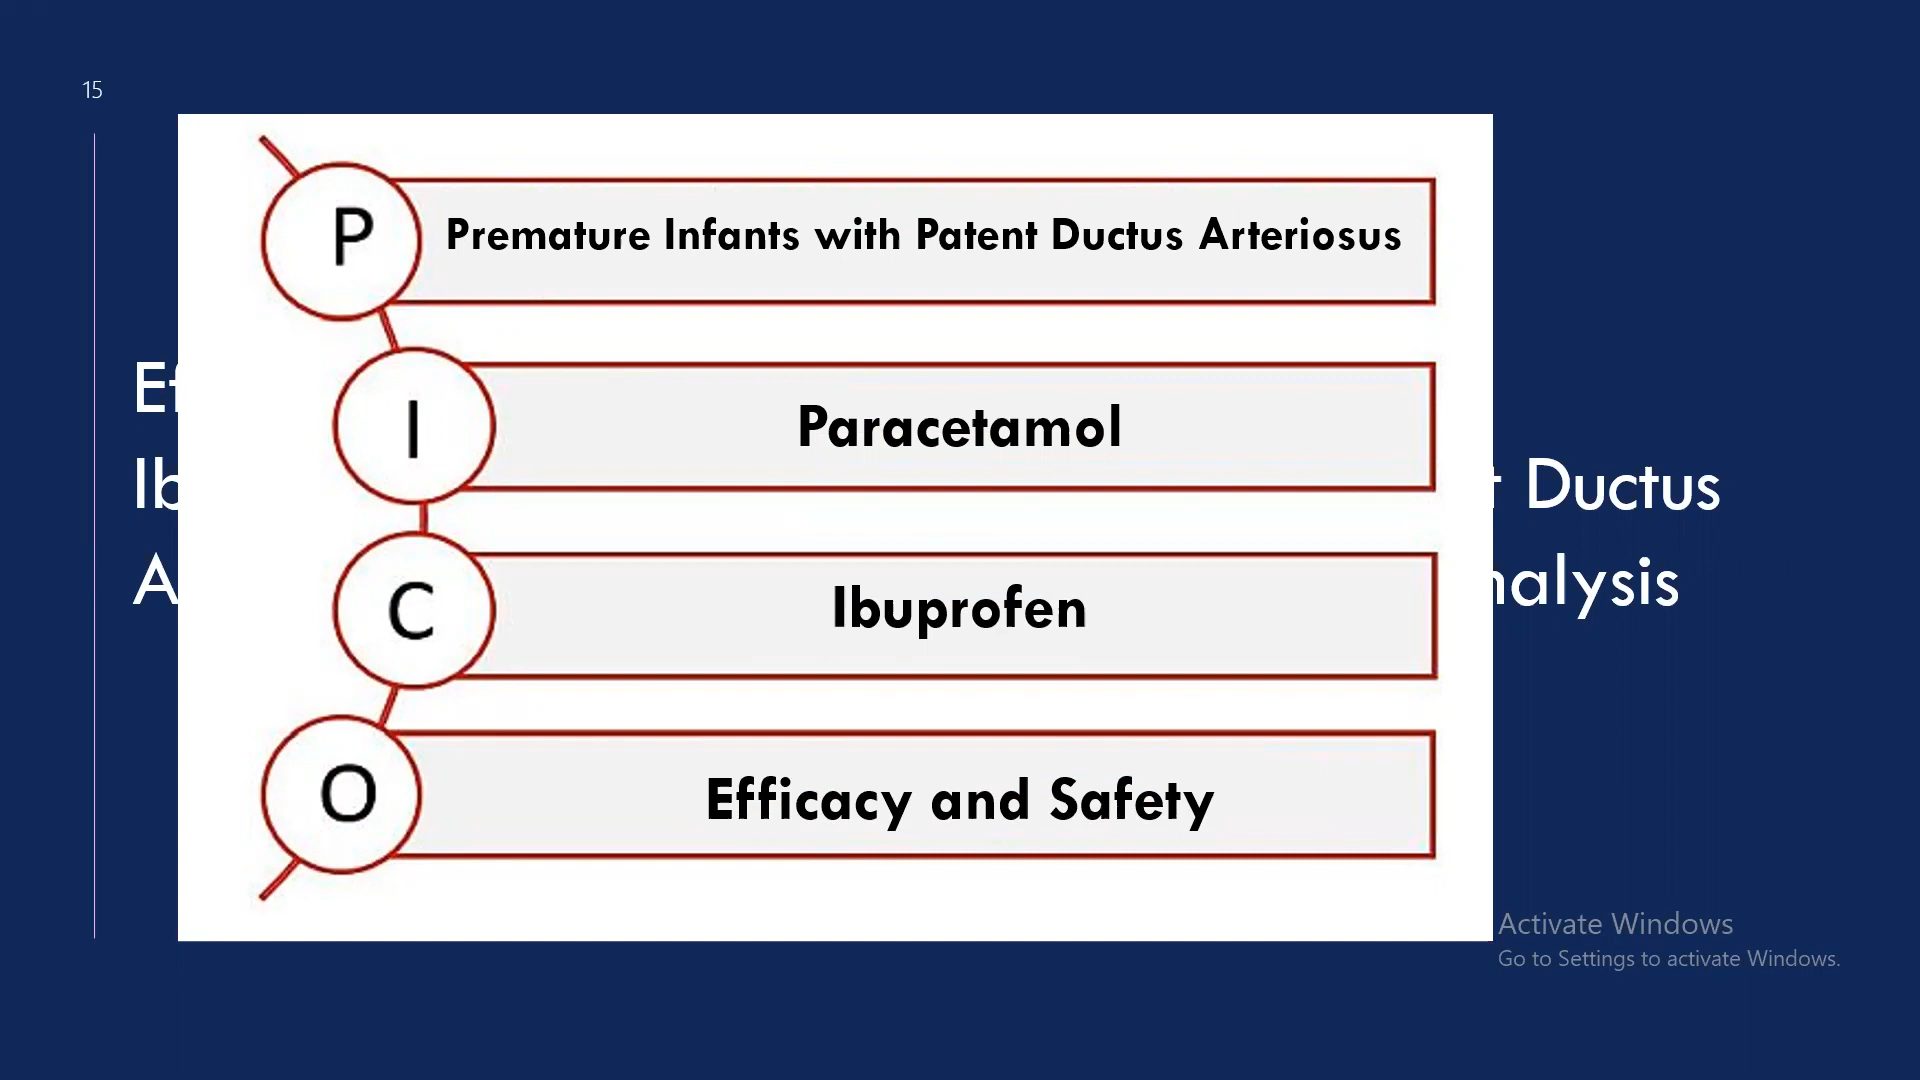 15
P
Premature Infants with Patent Ductus Arteriosus
I
Paracetamol
Ductus
C
Ibuprofen
O
Efficacy and Safety
Activate Windows
Go to Settings to activate Windows.